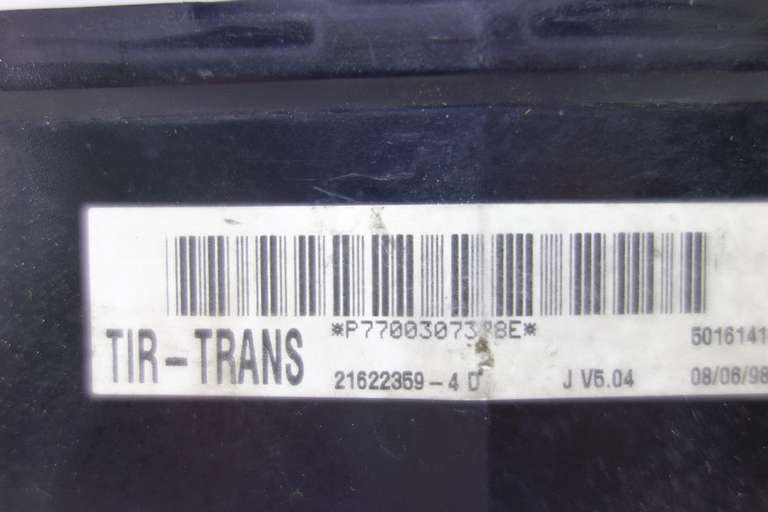 TIR-TRANS
21622359-4 D
J V5.04
5016141
08/06/98